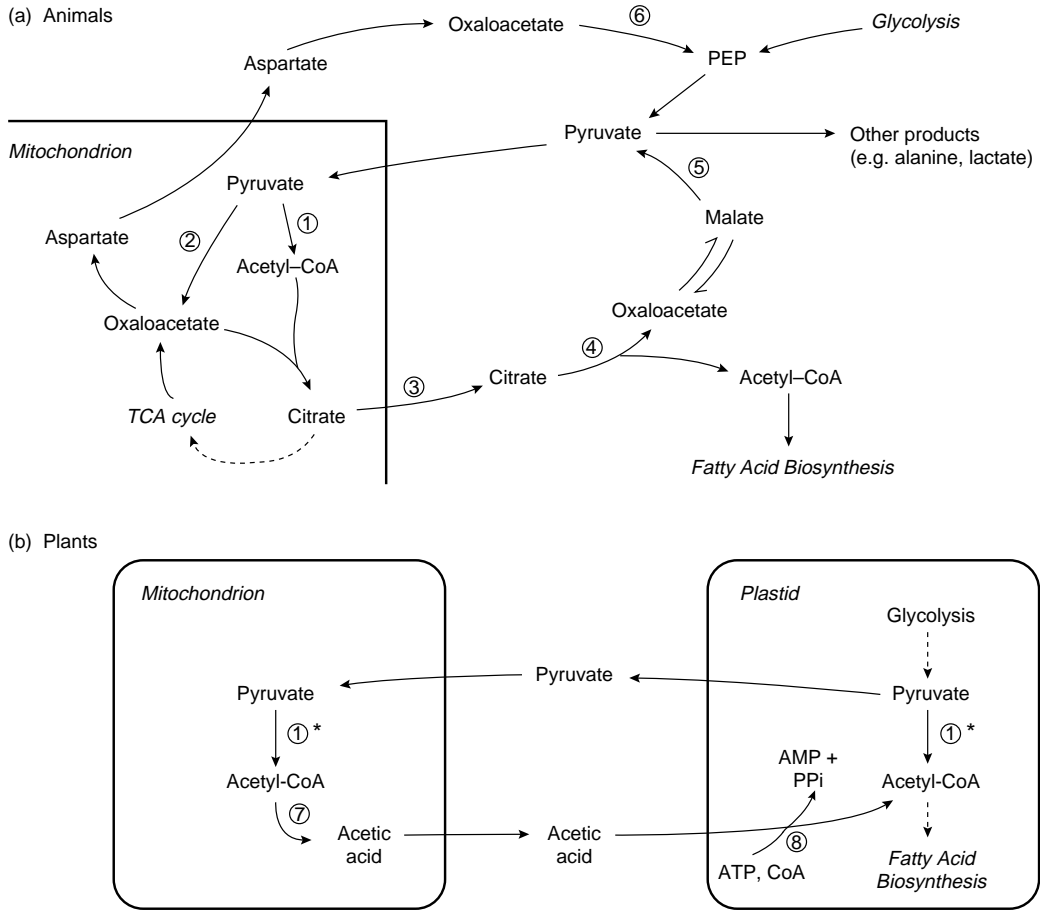 (a) Animals
Oxaloacetate
⑥
Glycolysis
Aspartate
PEP
Pyruvate
Other products
(e.g. alanine, lactate)
Mitochondrion
Pyruvate
⑤
①
Malate
Aspartate
②
Acetyl–CoA
Oxaloacetate
Oxaloacetate
④
③
Citrate
Acetyl–CoA
TCA cycle
Citrate
Fatty Acid Biosynthesis
(b) Plants
Mitochondrion
Plastid
Glycolysis
Pyruvate
Pyruvate
Pyruvate
① *
① *
AMP +
PPi
Acetyl-CoA
Acetyl-CoA
⑦
Acetic
acid
Acetic
acid
⑧
ATP, CoA
Fatty Acid
Biosynthesis